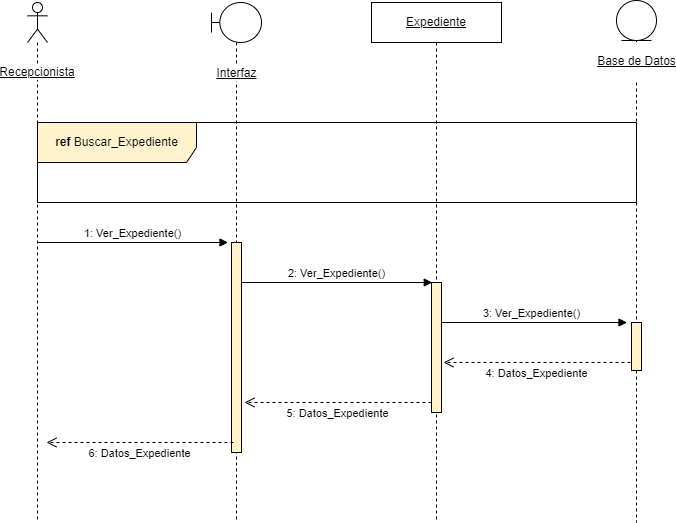 Recepcionista
Interfaz
Expediente
Base de Datos
ref Buscar_Expediente
1: Ver_Expediente()
2: Ver_Expediente()
3: Ver_Expediente()
4: Datos_Expediente
5: Datos_Expediente
6: Datos_Expediente